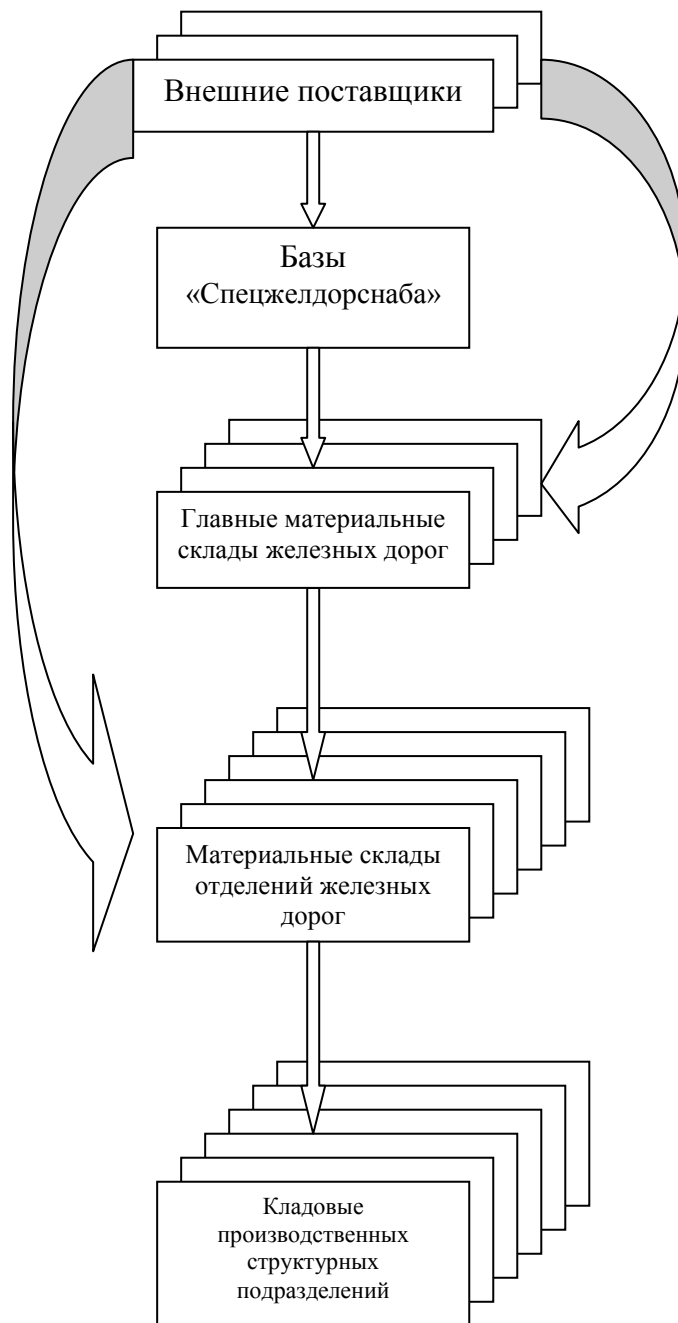 Внешние поставщики
Базы
«Спецжелдорснаба»
Главные материальные
склады железных дорог
Материальные склады
отделений железных
дорог
Кладовые
производственных
структурных
подразделений